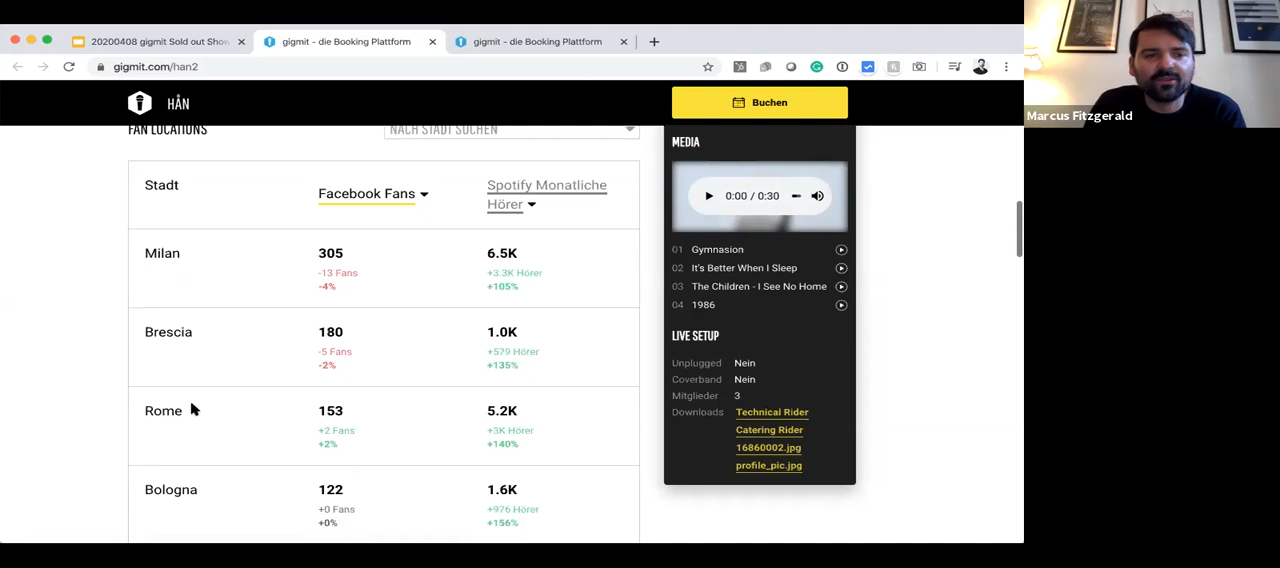 20200408 gigmit Sold out Show
gigmit - die Booking Plattform
gigmit - die Booking Plattform
gigmit.com/han2
HÅN
Buchen
Marcus Fitzgerald
FAN LOCATIONS
NACH STADT SUCHEN
Stadt
Facebook Fans
Spotify Monatliche
Hörer
Milan
305
6.5K
-13 Fans
+3.3K Hörer
-4%
+105%
Brescia
180
1.0K
-5 Fans
+579 Hörer
-2%
+135%
Rome
153
5.2K
+2 Fans
+3K Hörer
+2%
+140%
Bologna
122
1.6K
+0 Fans
+976 Hörer
+0%
+156%
MEDIA
0:00 / 0:30
01 Gymnasion
02 It's Better When I Sleep
03 The Children - I See No Home
04 1986
LIVE SETUP
Unplugged Nein
Coverband Nein
Mitglieder 3
Downloads Technical Rider
Catering Rider
16860002.jpg
profile_pic.jpg